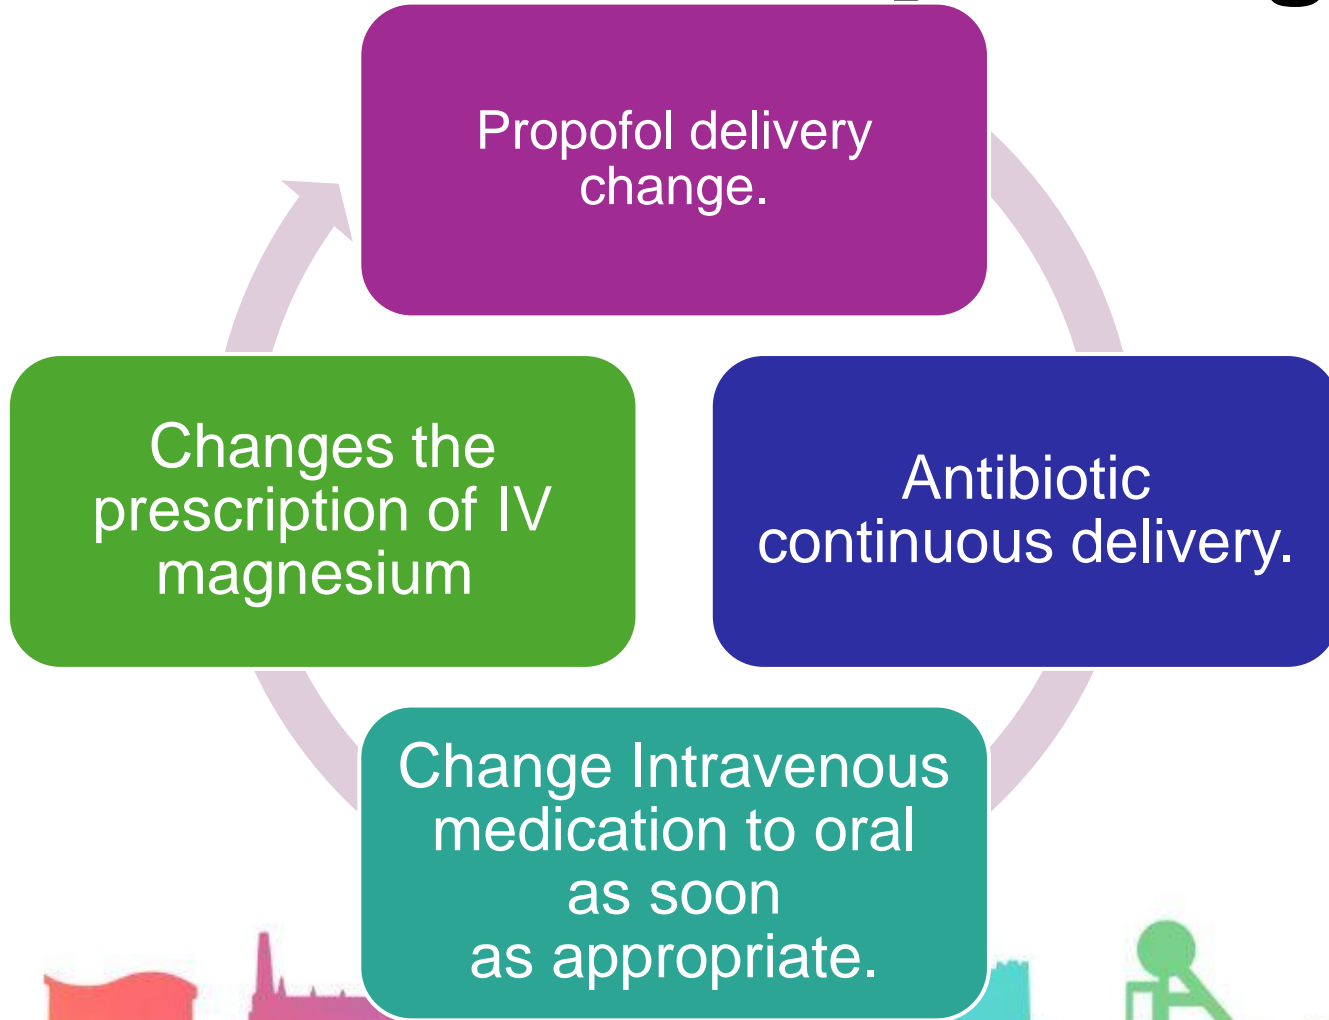 Propofol delivery
change.
Antibiotic
continuous delivery.
Change Intravenous
medication to oral
as soon
as appropriate.
Changes the
prescription of IV
magnesium